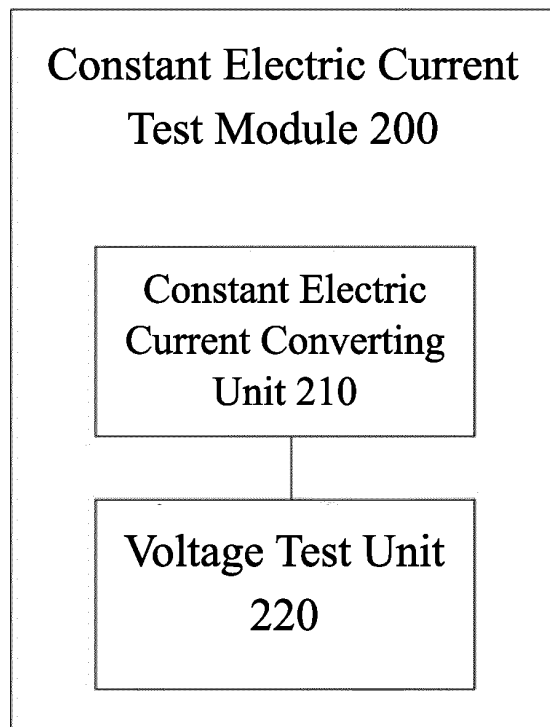 Constant Electric Current
Test Module 200
Constant Electric
Current Converting
Unit 210
Voltage Test Unit
220